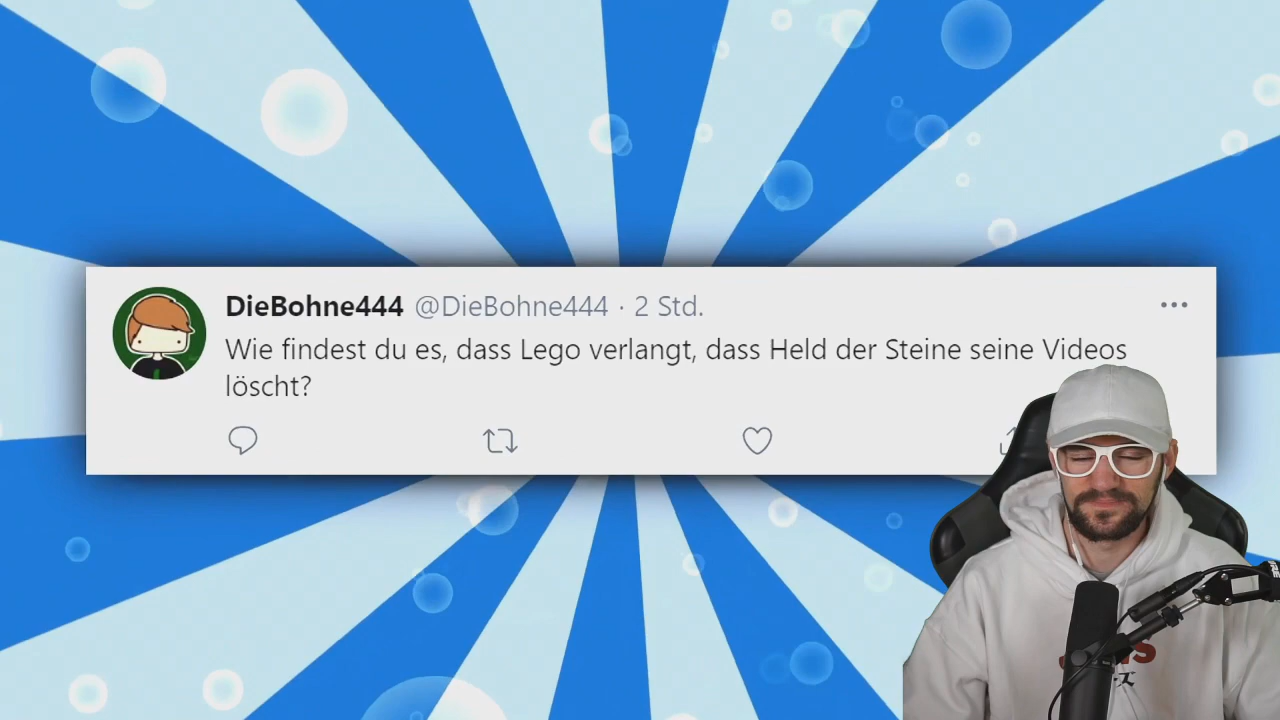 DieBohne444 @DieBohne444 · 2 Std.
Wie findest du es, dass Lego verlangt, dass Held der Steine seine Videos
löscht?